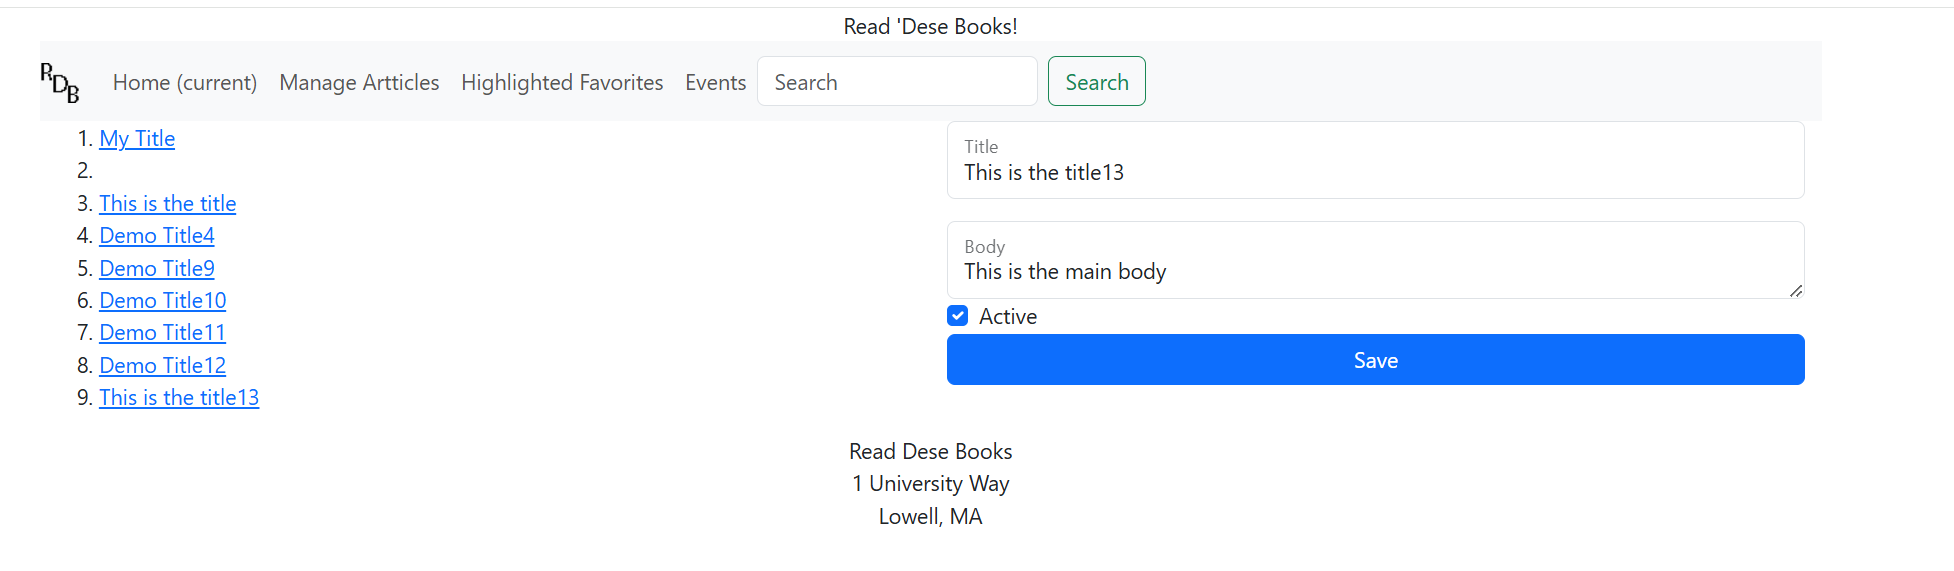 Read 'Dese Books!
RDB Home (current) Manage Artticles Highlighted Favorites Events Search Search
1. My Title
2.
3. This is the title
4. Demo Title4
5. Demo Title9
6. Demo Title10
7. Demo Title11
8. Demo Title12
9. This is the title13
Title
This is the title13
Body
This is the main body
Active
Save
Read Dese Books
1 University Way
Lowell, MA